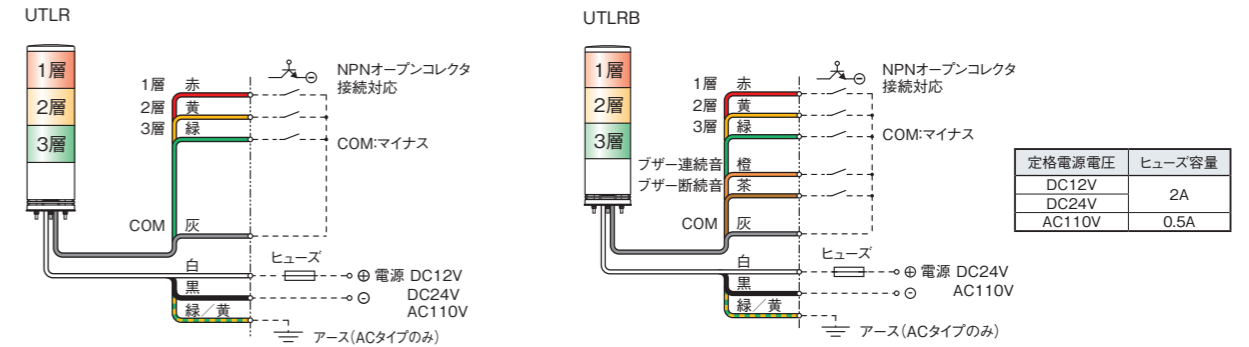 UTLR
1層
2層
3層
1層 赤
2層 黄
3層 緑
COM 灰
白
黒
緑／黄
NPNオープンコレクタ
接続対応
COM:マイナス
ヒューズ
⊕ 電源 DC12V
⊖ DC24V
AC110V
アース(ACタイプのみ)
UTLRB
1層
2層
3層
1層 赤
2層 黄
3層 緑
ブザー連続音 橙
ブザー断続音 茶
COM 灰
白
黒
緑／黄
NPNオープンコレクタ
接続対応
COM:マイナス
ヒューズ
⊕ 電源 DC24V
⊖ AC110V
アース(ACタイプのみ)
定格電源電圧 ヒューズ容量
DC12V 2A
DC24V
AC110V 0.5A